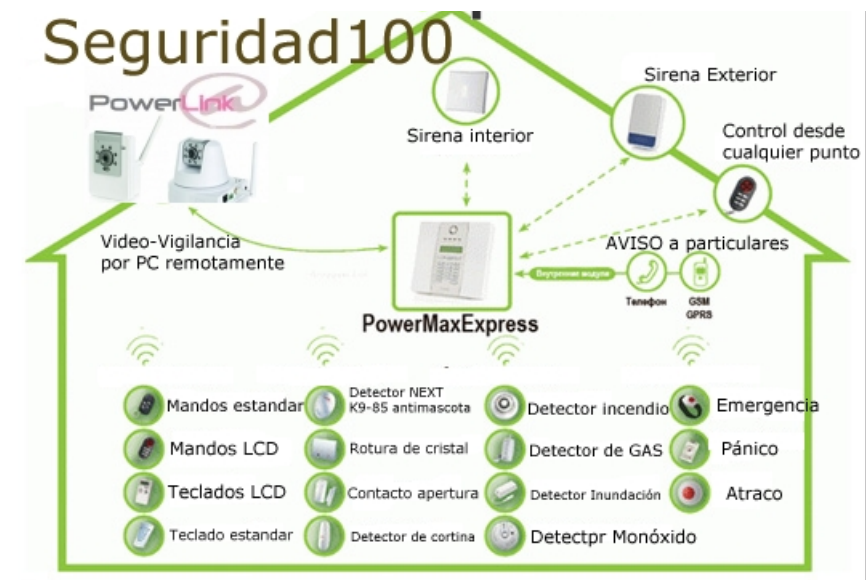 Seguridad100
PowerLink
Sirena Exterior
Sirena interior
Control desde
cualquier punto
Video-Vigilancia
por PC remotamente
AVISO a particulares
Внутренние модули
Телефон
GSM
GPRS
PowerMaxExpress
Mandos estandar
Detector NEXT
K9-85 antimascota
Detector incendio
Emergencia
Mandos LCD
Rotura de cristal
Detector de GAS
Pánico
Teclados LCD
Contacto apertura
Detector Inundación
Atraco
Teclado estandar
Detector de cortina
Detectpr Monóxido